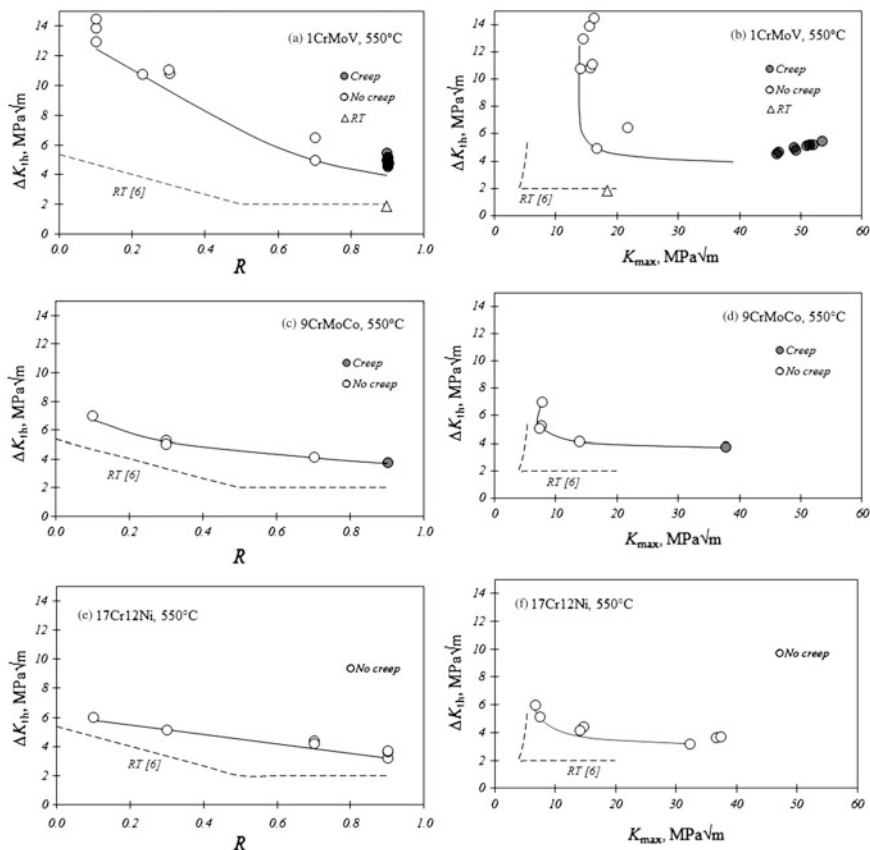 (a) 1CrMoV, 550°C
Creep
No creep
RT
ΔKth, MPa√m
14
12
10
8
6
4
2
0
RT [6]
0.0 0.2 0.4 0.6 0.8 1.0
R
(b) 1CrMoV, 550°C
Creep
No creep
RT
ΔKth, MPa√m
14
12
10
8
6
4
2
0
RT [6]
0 10 20 30 40 50 60
Kmax, MPa√m
(c) 9CrMoCo, 550°C
Creep
No creep
ΔKth, MPa√m
14
12
10
8
6
4
2
0
RT [6]
0.0 0.2 0.4 0.6 0.8 1
R
(d) 9CrMoCo, 550°C
Creep
No creep
ΔKth, MPa√m
14
12
10
8
6
4
2
0
RT [6]
0 10 20 30 40 50 60
Kmax, MPa√m
(e) 17Cr12Ni, 550°C
No creep
ΔKth, MPa√m
14
12
10
8
6
4
2
0
RT [6]
0 0.2 0.4 0.6 0.8 1
R
(f) 17Cr12Ni, 550°C
No creep
ΔKth, MPa√m
14
12
10
8
6
4
2
0
RT [6]
0 10 20 30 40 50 60
Kmax, MPa√m